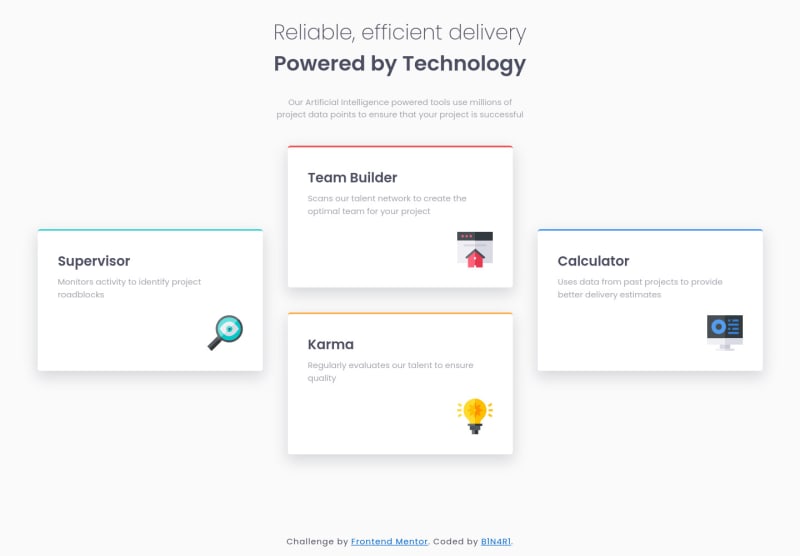 Reliable, efficient delivery
Powered by Technology
Our Artificial Intelligence powered tools use millions of
project data points to ensure that your project is successful
Supervisor
Monitors activity to identify project
roadblocks
Team Builder
Scans our talent network to create the
optimal team for your project
Karma
Regularly evaluates our talent to ensure
quality
Calculator
Uses data from past projects to provide
better delivery estimates
Challenge by Frontend Mentor. Coded by B1N4R1.